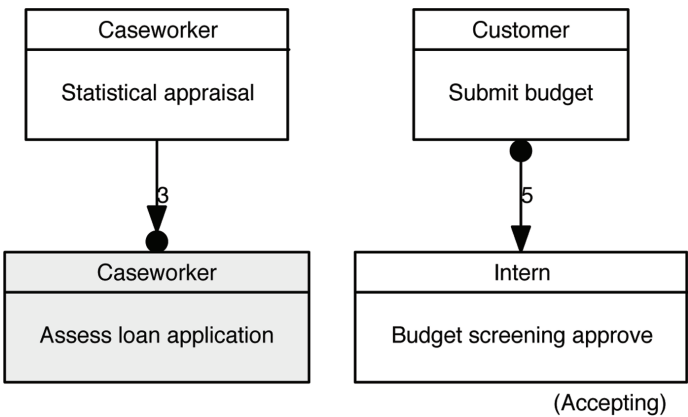 Caseworker
Statistical appraisal
Customer
Submit budget
3
5
Caseworker
Assess loan application
Intern
Budget screening approve
(Accepting)